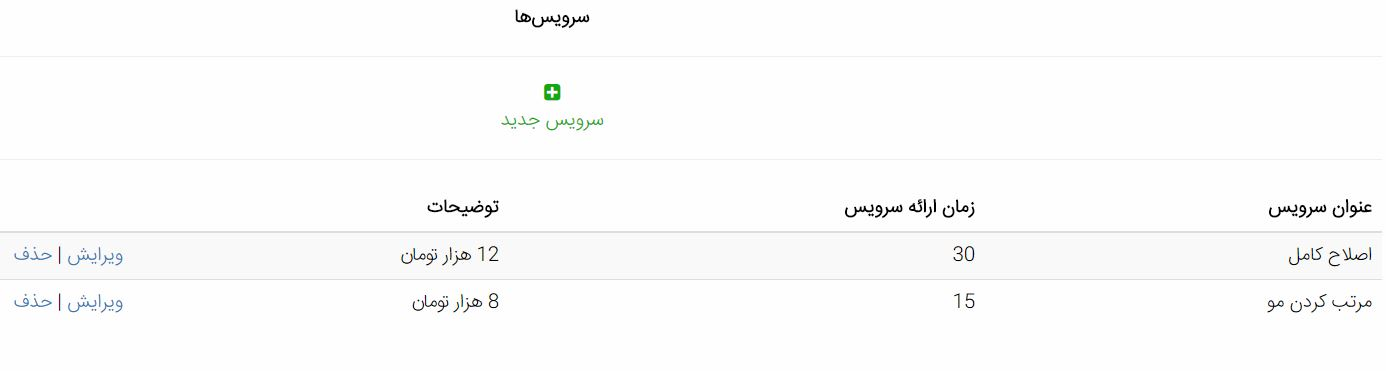 سرویس‌ها
سرویس جدید
عنوان سرویس زمان ارائه سرویس توضیحات
اصلاح کامل 30 12 هزار تومان ویرایش | حذف
مرتب کردن مو 15 8 هزار تومان ویرایش | حذف